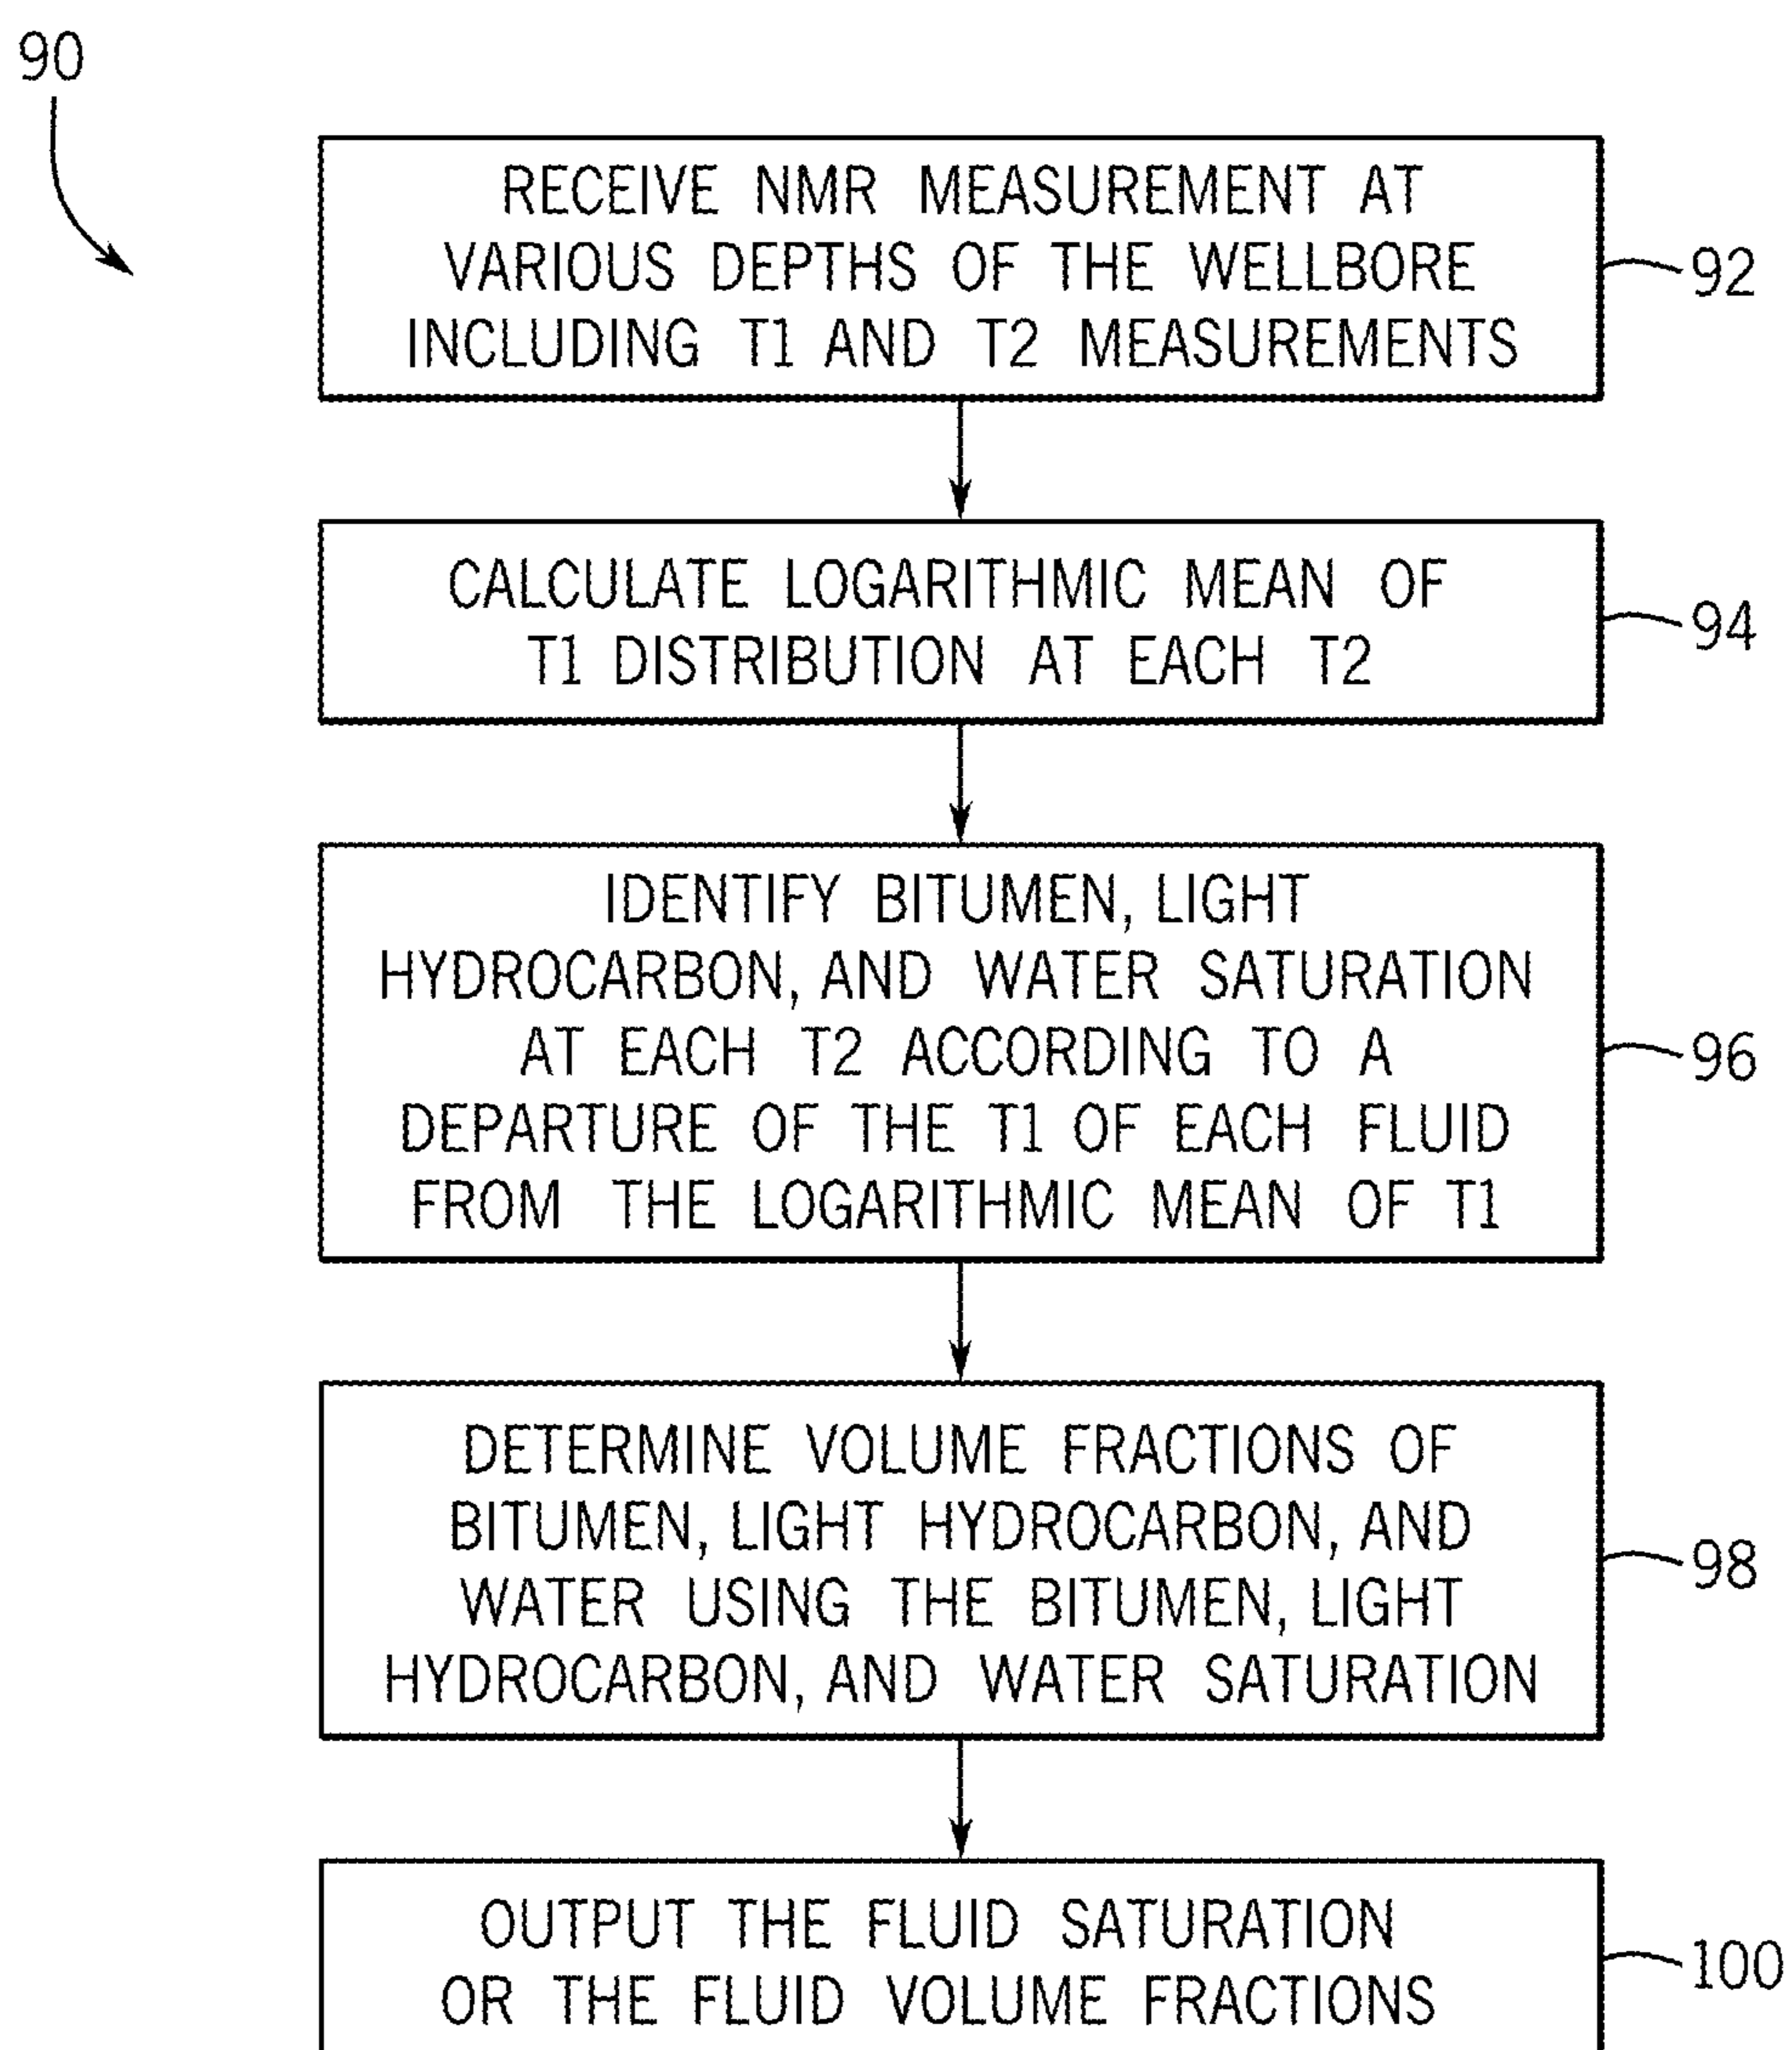 90
RECEIVE NMR MEASUREMENT AT
VARIOUS DEPTHS OF THE WELLBORE
INCLUDING T1 AND T2 MEASUREMENTS
92
CALCULATE LOGARITHMIC MEAN OF
T1 DISTRIBUTION AT EACH T2
94
IDENTIFY BITUMEN, LIGHT
HYDROCARBON, AND WATER SATURATION
AT EACH T2 ACCORDING TO A
DEPARTURE OF THE T1 OF EACH FLUID
FROM THE LOGARITHMIC MEAN OF T1
96
DETERMINE VOLUME FRACTIONS OF
BITUMEN, LIGHT HYDROCARBON, AND
WATER USING THE BITUMEN, LIGHT
HYDROCARBON, AND WATER SATURATION
98
OUTPUT THE FLUID SATURATION
OR THE FLUID VOLUME FRACTIONS
100